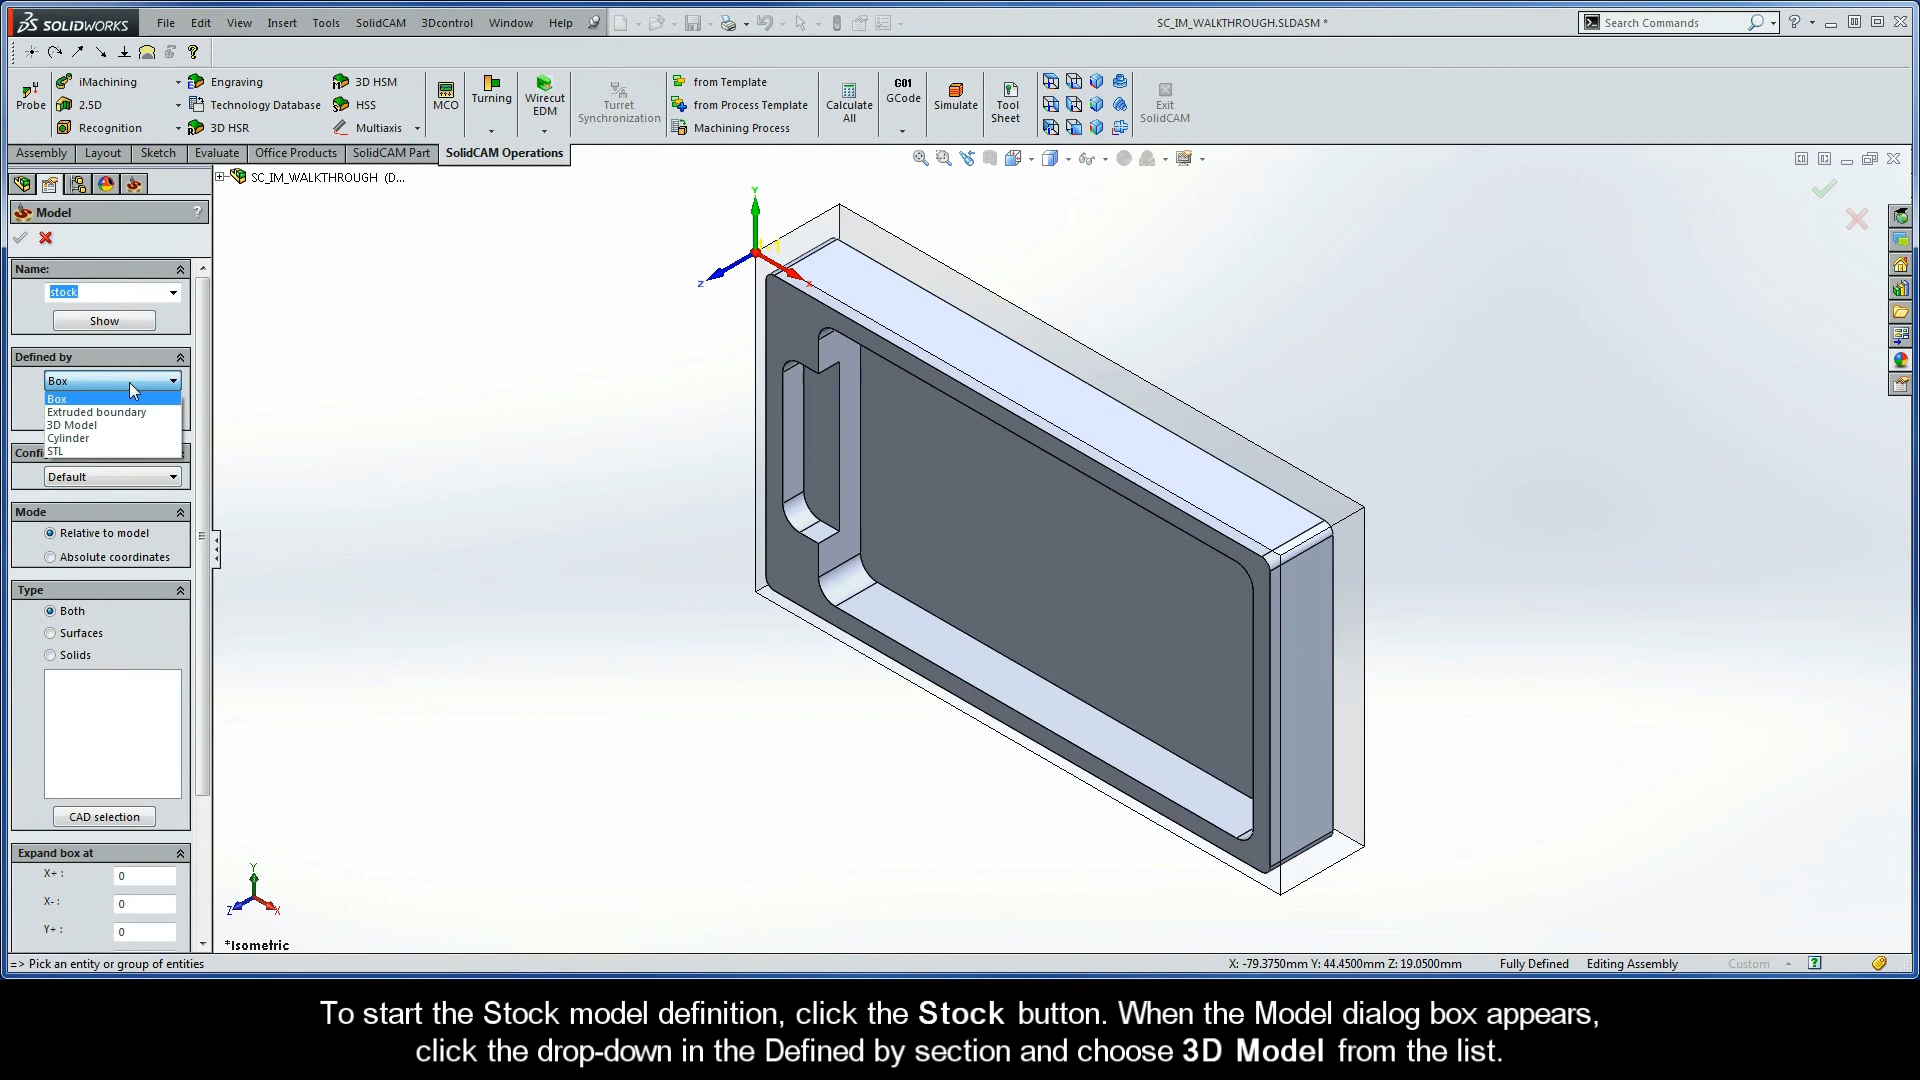 SOLIDWORKS File Edit View Insert Tools SolidCAM 3Dcontrol Window Help SC_IM_WALKTHROUGH.SLDASM * Search Commands
Probe iMachining 2.5D Recognition
Engraving Technology Database 3D HSR
3D HSM HSS Multiaxis
MCO Turning Wirecut EDM Turret Synchronization
from Template from Process Template Machining Process
Calculate All G01 GCode Simulate Tool Sheet Exit SolidCAM
Assembly Layout Sketch Evaluate Office Products SolidCAM Part SolidCAM Operations
SC_IM_WALKTHROUGH (D...
Model ?
Name:
stock
Show
Defined by
Box
Box
Extruded boundary
3D Model
Cylinder
STL
Confi
Default
Mode
Relative to model
Absolute coordinates
Type
Both
Surfaces
Solids
CAD selection
Expand box at
X+ : 0
X- : 0
Y+ : 0
Y
Z
X
Y
Z
X
*Isometric
=> Pick an entity or group of entities X: -79.3750mm Y: 44.4500mm Z: 19.0500mm Fully Defined Editing Assembly Custom
To start the Stock model definition, click the Stock button. When the Model dialog box appears,
click the drop-down in the Defined by section and choose 3D Model from the list.